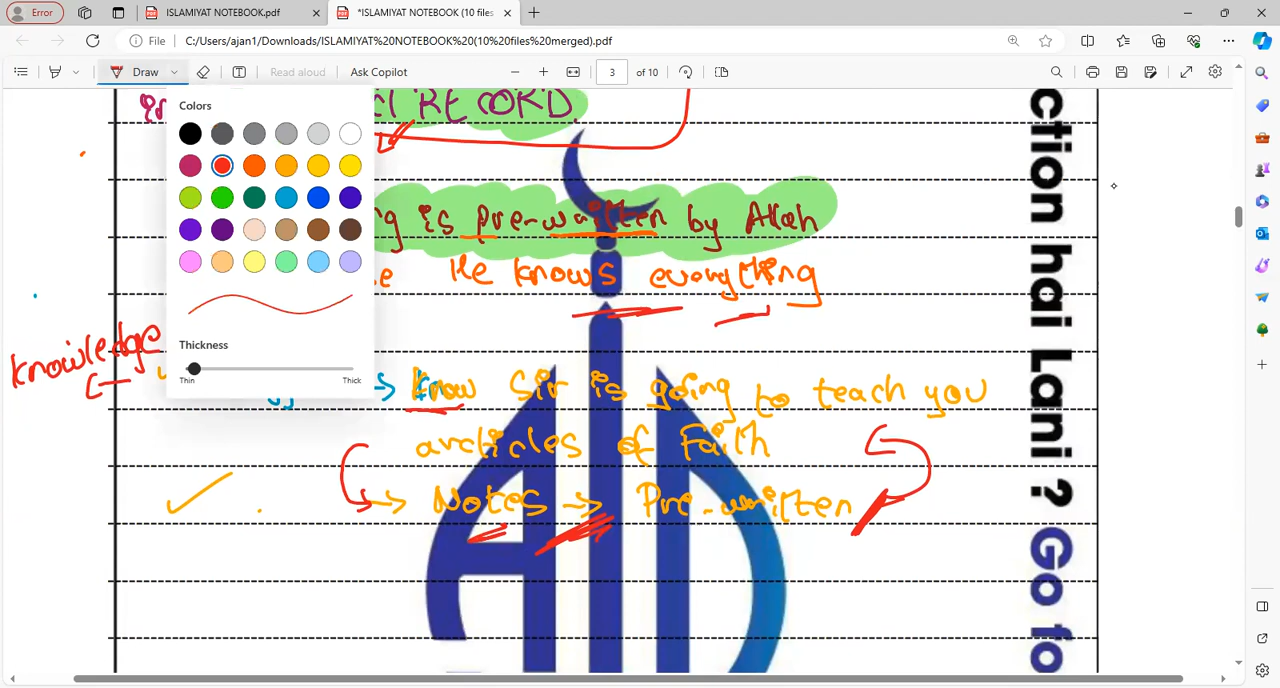 Error
ISLAMIYAT NOTEBOOK.pdf
*ISLAMIYAT NOTEBOOK (10 files
File
C:/Users/ajan1/Downloads/ISLAMIYAT%20NOTEBOOK%20(10%20files%20merged).pdf
Draw
Read aloud
Ask Copilot
3
of 10
Colors
Thickness
Thin
Thick
RECORD
is Pre-written by Allah
He knows everything
knowledge
know Sir is going to teach you
articles of Faith
Notes → Pre-written
ction hai Lani ? Go fo